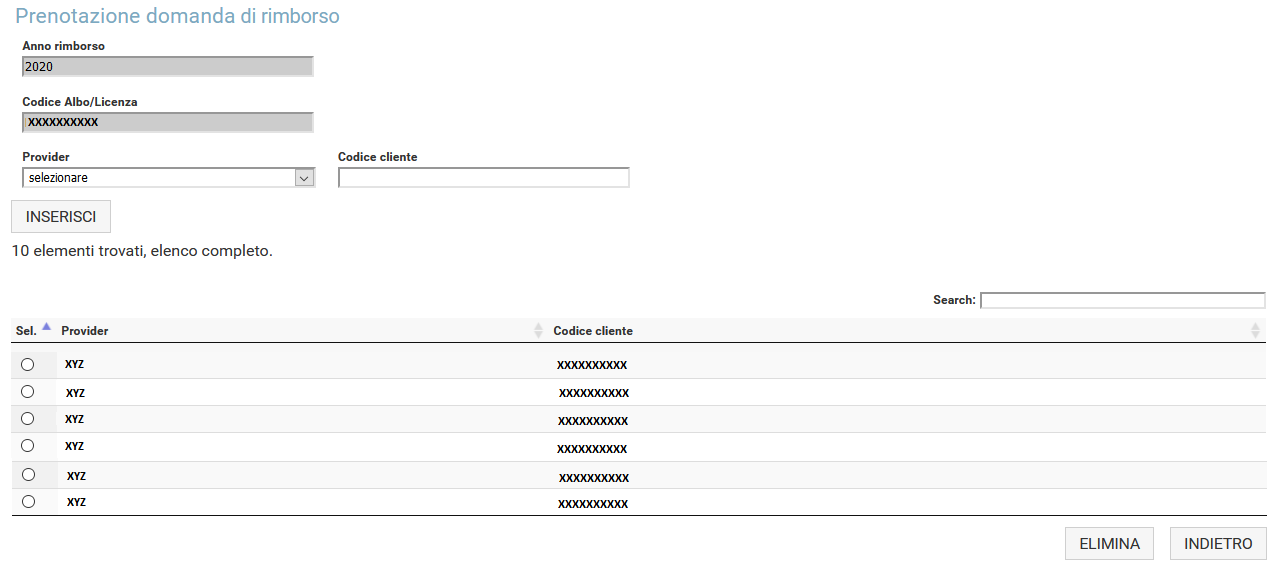 Prenotazione domanda di rimborso
Anno rimborso
2020
Codice Albo/Licenza
XXXXXXXXXX
Provider Codice cliente
selezionare
INSERISCI
10 elementi trovati, elenco completo.
Search:
Sel. Provider Codice cliente
XYZ XXXXXXXXXX
XYZ XXXXXXXXXX
XYZ XXXXXXXXXX
XYZ XXXXXXXXXX
XYZ XXXXXXXXXX
XYZ XXXXXXXXXX
ELIMINA INDIETRO